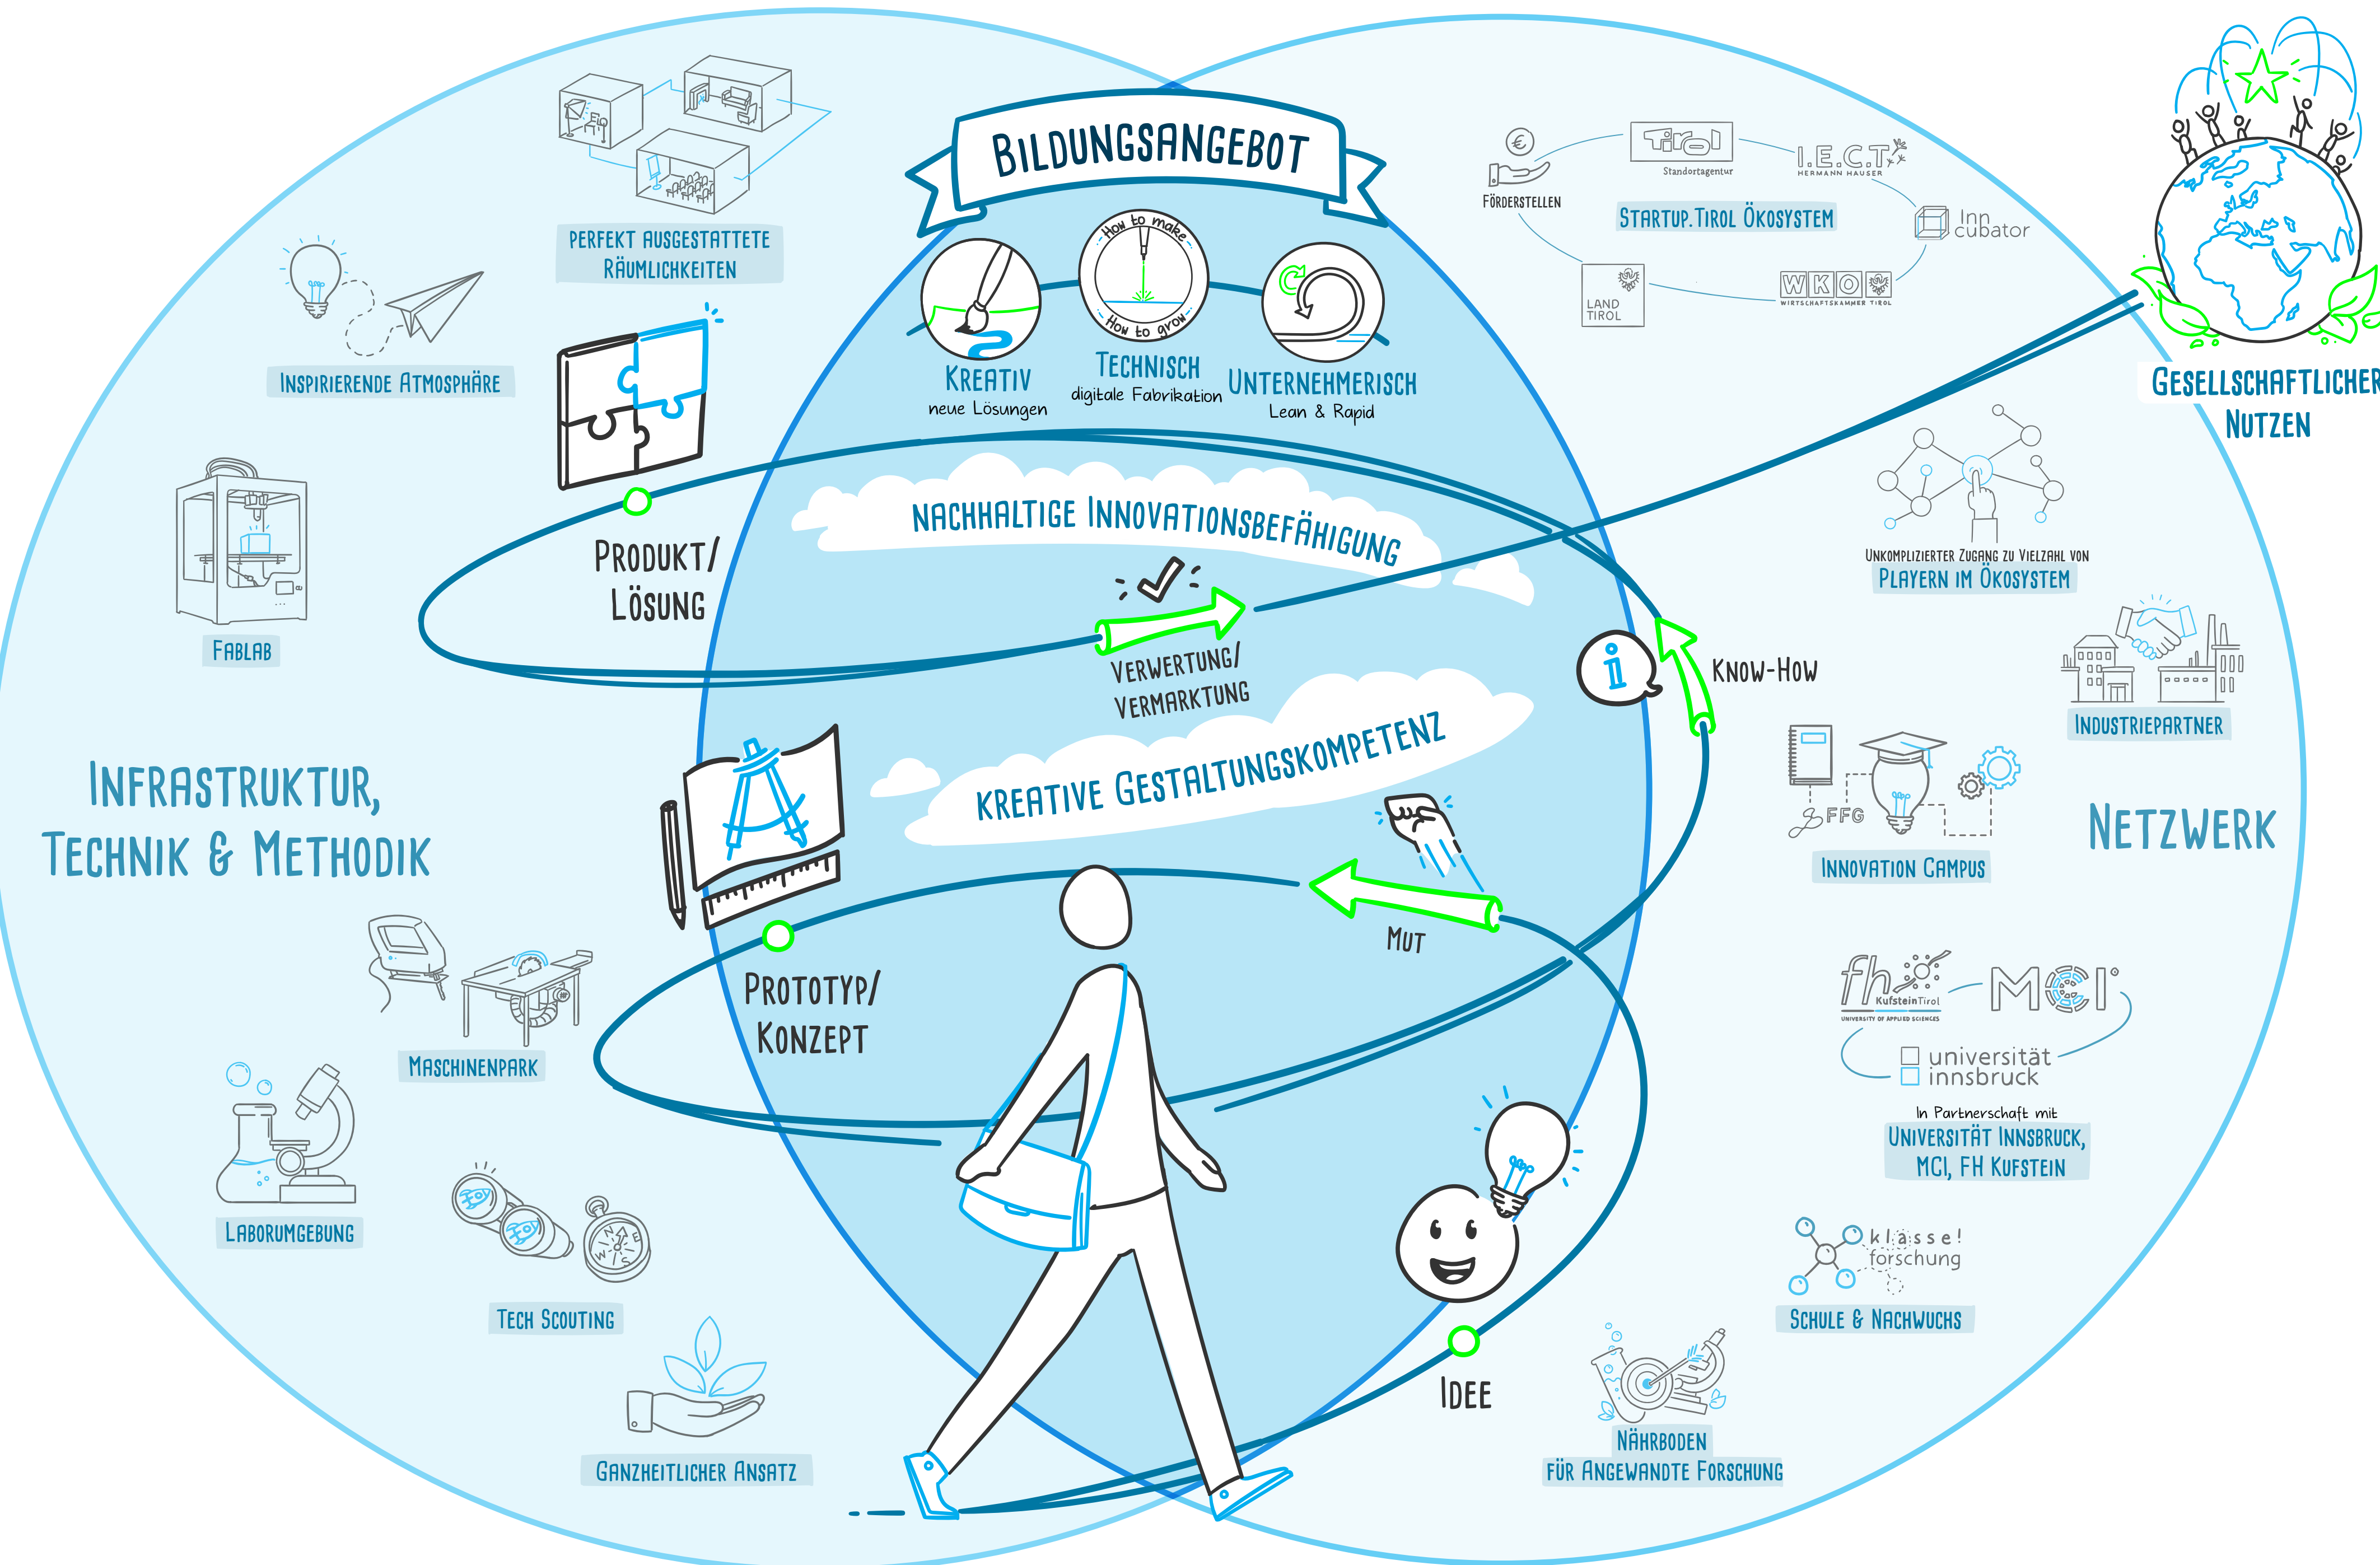 BILDUNGSANGEBOT
How to make
How to grow
KREATIV
neue Lösungen
TECHNISCH
digitale Fabrikation
UNTERNEHMERISCH
Lean & Rapid
NACHHALTIGE INNOVATIONSBEFÄHIGUNG
VERWERTUNG/
VERMARKTUNG
KREATIVE GESTALTUNGSKOMPETENZ
MUT
PRODUKT/
LÖSUNG
PROTOTYP/
KONZEPT
IDEE
i
KNOW-HOW
INFRASTRUKTUR,
TECHNIK & METHODIK
PERFEKT AUSGESTATTETE
RÄUMLICHKEITEN
INSPIRIERENDE ATMOSPHÄRE
FABLAB
MASCHINENPARK
LABORUMGEBUNG
N
E
S
W
TECH SCOUTING
GANZHEITLICHER ANSATZ
NETZWERK
€
FÖRDERSTELLEN
Tirol
Standortagentur
I.E.C.T
HERMANN HAUSER
STARTUP.TIROL ÖKOSYSTEM
Inn
cubator
LAND
TIROL
WKO
WIRTSCHAFTSKAMMER TIROL
GESELLSCHAFTLICHER
NUTZEN
UNKOMPLIZIERTER ZUGANG ZU VIELZAHL VON
PLAYERN IM ÖKOSYSTEM
INDUSTRIEPARTNER
FFG
INNOVATION CAMPUS
fh
KufsteinTirol
UNIVERSITY OF APPLIED SCIENCES
MCI
universität
innsbruck
In Partnerschaft mit
UNIVERSITÄT INNSBRUCK,
MCI, FH KUFSTEIN
klasse!
forschung
SCHULE & NACHWUCHS
NÄHRBODEN
FÜR ANGEWANDTE FORSCHUNG